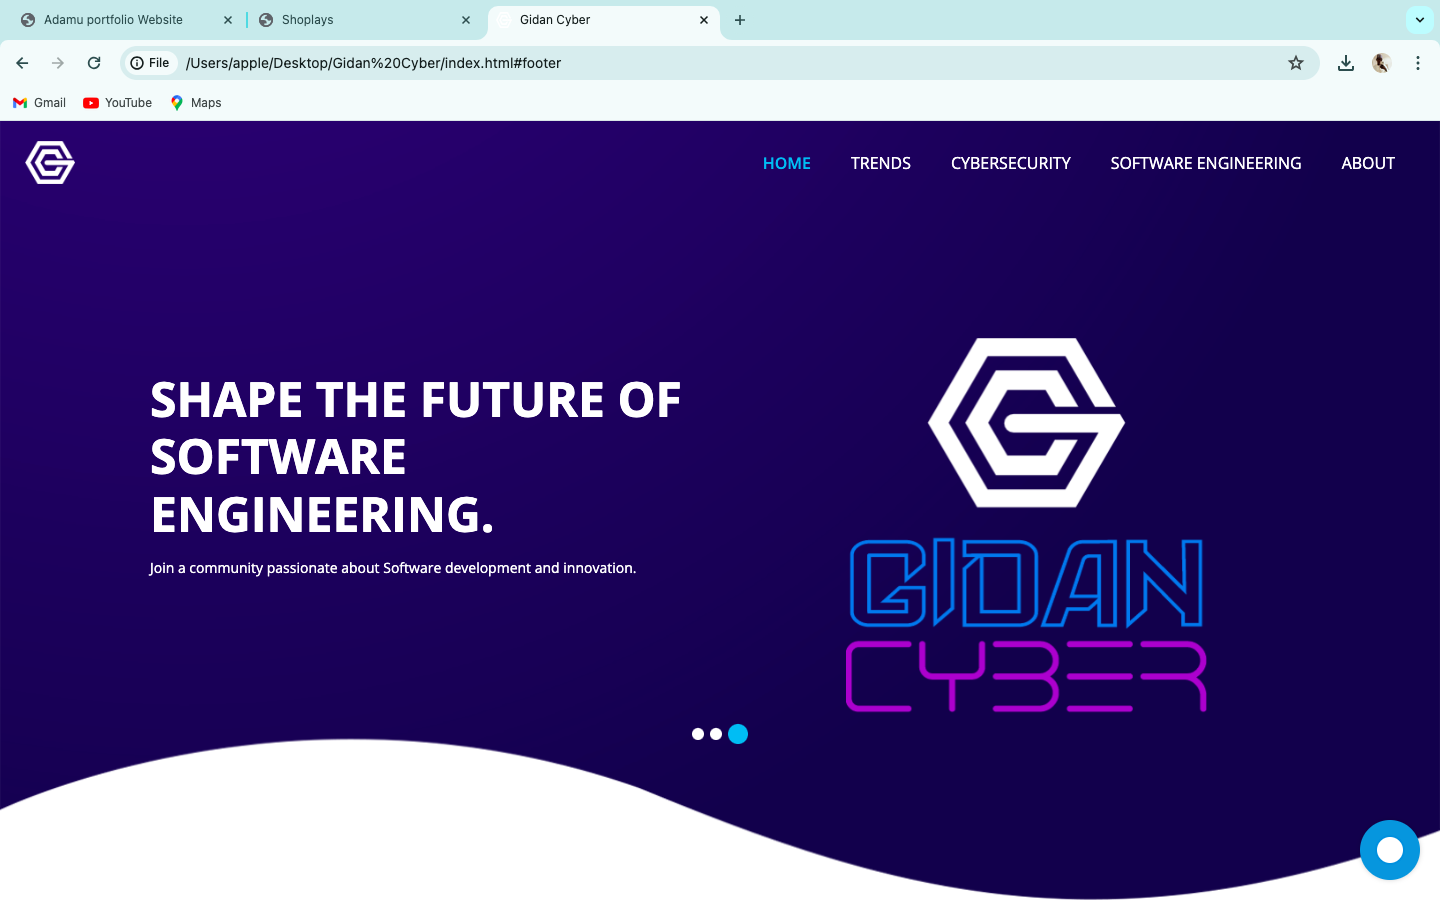 Adamu portfolio Website
Shoplays
Gidan Cyber
File
/Users/apple/Desktop/Gidan%20Cyber/index.html#footer
Gmail
YouTube
Maps
HOME
TRENDS
CYBERSECURITY
SOFTWARE ENGINEERING
ABOUT
SHAPE THE FUTURE OF
SOFTWARE
ENGINEERING.
Join a community passionate about Software development and innovation.
GIDAN
CYBER